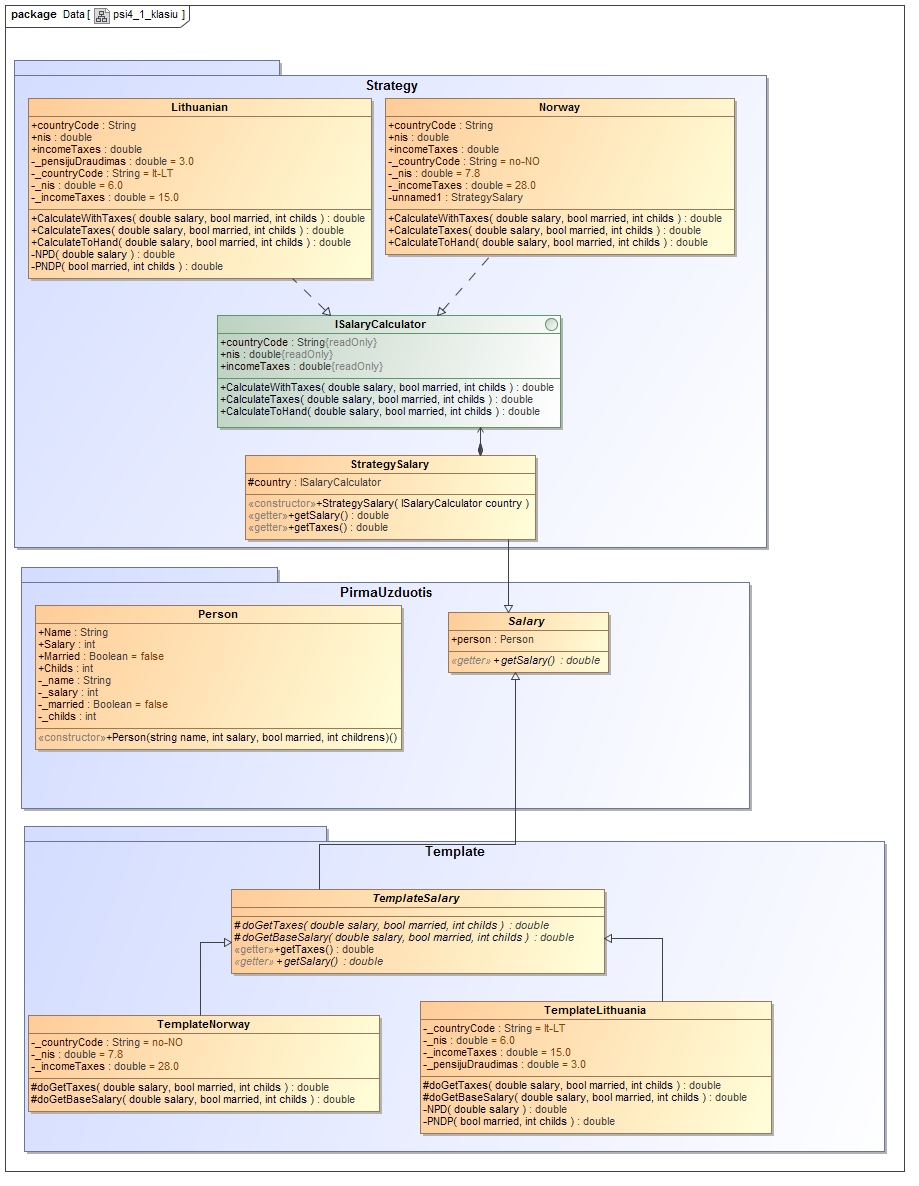 package Data [ psi4_1_klasiu ]
Strategy
Lithuanian
+countryCode : String
+nis : double
+incomeTaxes : double
-_pensijuDraudimas : double = 3.0
-_countryCode : String = lt-LT
-_nis : double = 6.0
-_incomeTaxes : double = 15.0
+CalculateWithTaxes( double salary, bool married, int childs ) : double
+CalculateTaxes( double salary, bool married, int childs ) : double
+CalculateToHand( double salary, bool married, int childs ) : double
-NPD( double salary ) : double
-PNDP( bool married, int childs ) : double
Norway
+countryCode : String
+nis : double
+incomeTaxes : double
-_countryCode : String = no-NO
-_nis : double = 7.8
-_incomeTaxes : double = 28.0
-unnamed1 : StrategySalary
+CalculateWithTaxes( double salary, bool married, int childs ) : double
+CalculateTaxes( double salary, bool married, int childs ) : double
+CalculateToHand( double salary, bool married, int childs ) : double
ISalaryCalculator
+countryCode : String{readOnly}
+nis : double{readOnly}
+incomeTaxes : double{readOnly}
+CalculateWithTaxes( double salary, bool married, int childs ) : double
+CalculateTaxes( double salary, bool married, int childs ) : double
+CalculateToHand( double salary, bool married, int childs ) : double
StrategySalary
#country : ISalaryCalculator
«constructor»+StrategySalary( ISalaryCalculator country )
«getter»+getSalary() : double
«getter»+getTaxes() : double
PirmaUzduotis
Person
+Name : String
+Salary : int
+Married : Boolean = false
+Childs : int
-_name : String
-_salary : int
-_married : Boolean = false
-_childs : int
«constructor»+Person(string name, int salary, bool married, int childrens)()
Salary
+person : Person
«getter» +getSalary() : double
Template
TemplateSalary
#doGetTaxes( double salary, bool married, int childs ) : double
#doGetBaseSalary( double salary, bool married, int childs ) : double
«getter»+getTaxes() : double
«getter» +getSalary() : double
TemplateNorway
-_countryCode : String = no-NO
-_nis : double = 7.8
-_incomeTaxes : double = 28.0
#doGetTaxes( double salary, bool married, int childs ) : double
#doGetBaseSalary( double salary, bool married, int childs ) : double
TemplateLithuania
-_countryCode : String = lt-LT
-_nis : double = 6.0
-_incomeTaxes : double = 15.0
-_pensijuDraudimas : double = 3.0
#doGetTaxes( double salary, bool married, int childs ) : double
#doGetBaseSalary( double salary, bool married, int childs ) : double
-NPD( double salary ) : double
-PNDP( bool married, int childs ) : double